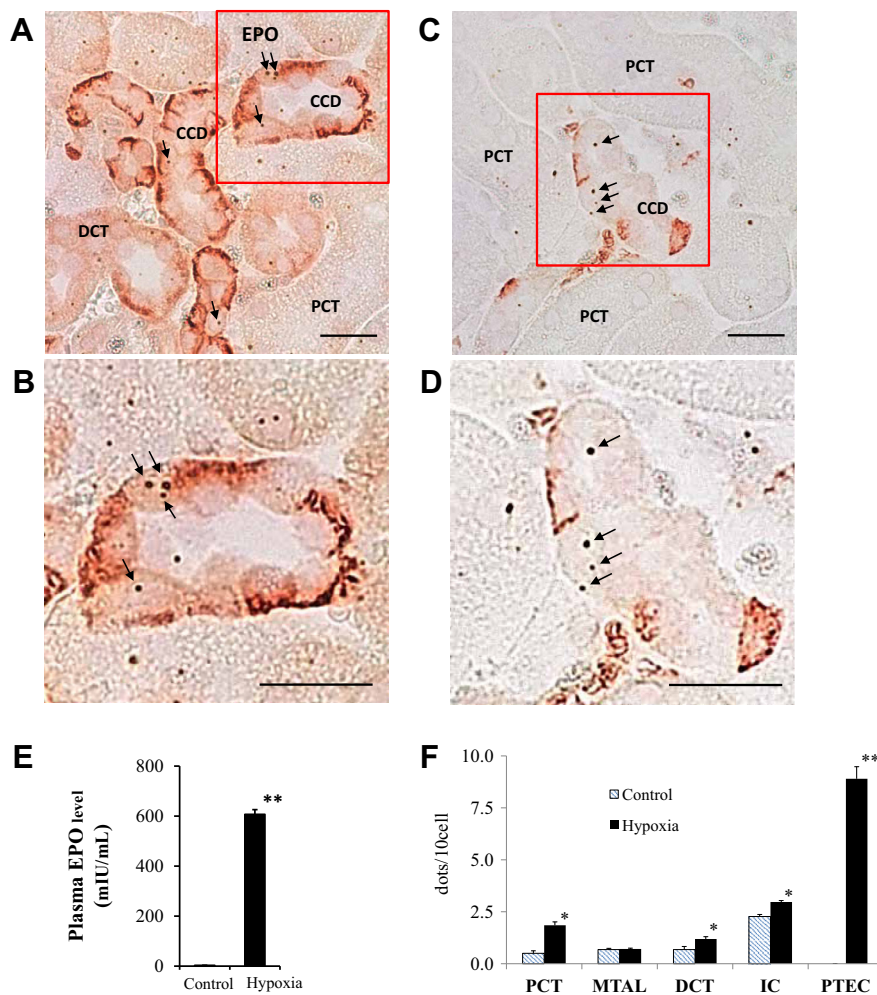 A
EPO
CCD
CCD
DCT
PCT
C
PCT
PCT
CCD
PCT
B
D
E
Plasma EPO level
(mIU/mL)
800
600
400
200
0
**
Control Hypoxia
F
dots/10cell
10.0
7.5
5.0
2.5
0.0
Control
Hypoxia
*
*
*
**
PCT MTAL DCT IC PTEC